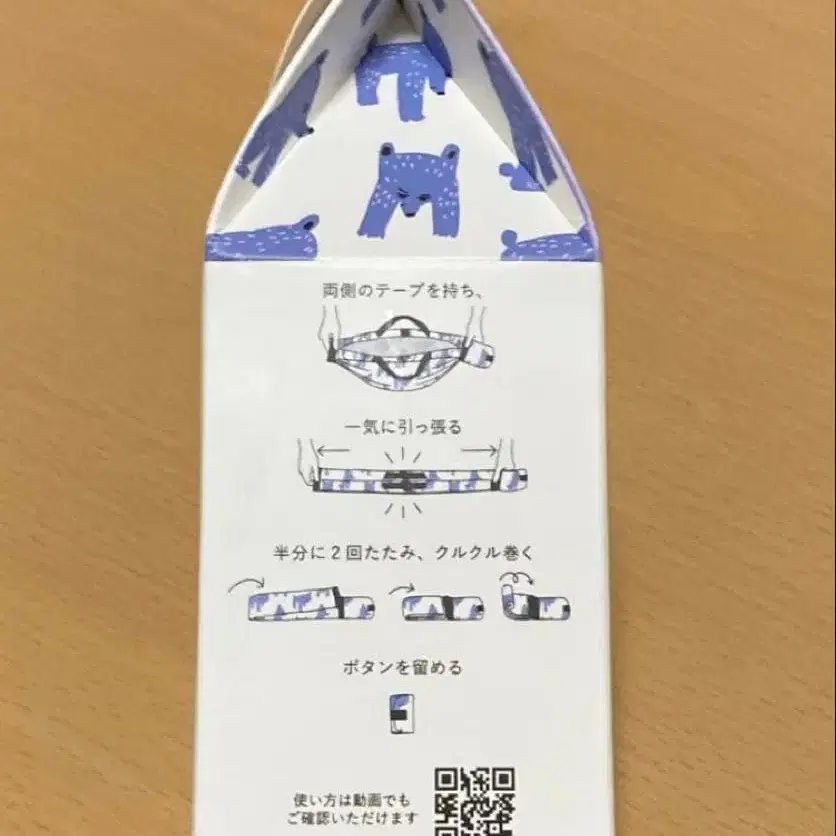 両側のテープを持ち、
一気に引っ張る
半分に2回たたみ、クルクル巻く
ボタンを留める
使い方は動画でも
ご確認いただけます